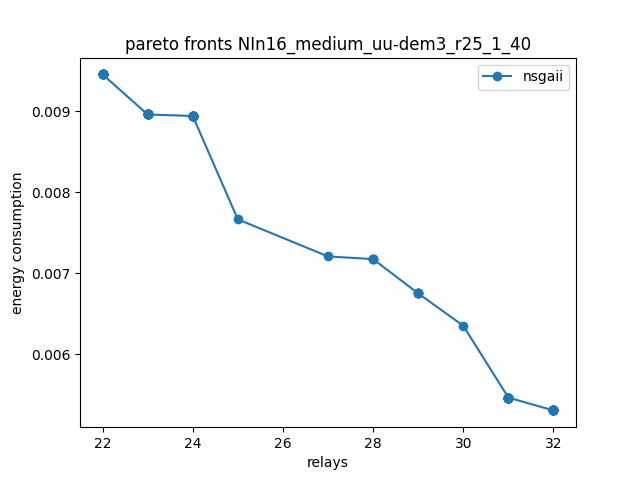 pareto fronts NIn16_medium_uu-dem3_r25_1_40
nsgaii
energy consumption
0.009
0.008
0.007
0.006
22
24
26
28
30
32
relays